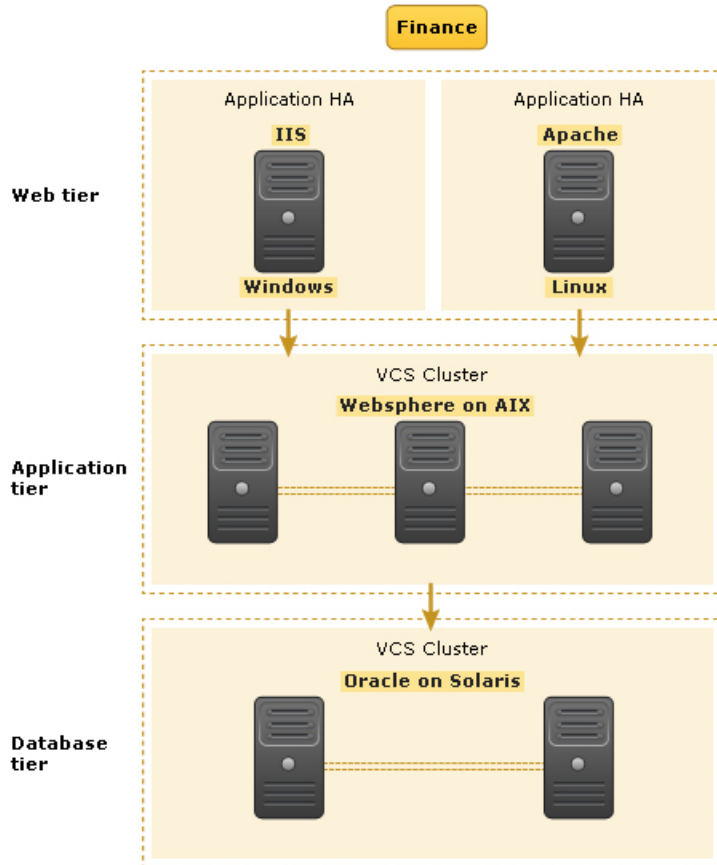 Finance
Application HA
Application HA
IIS
Apache
Web tier
Windows
Linux
VCS Cluster
Websphere on AIX
Application
tier
VCS Cluster
Oracle on Solaris
Database
tier